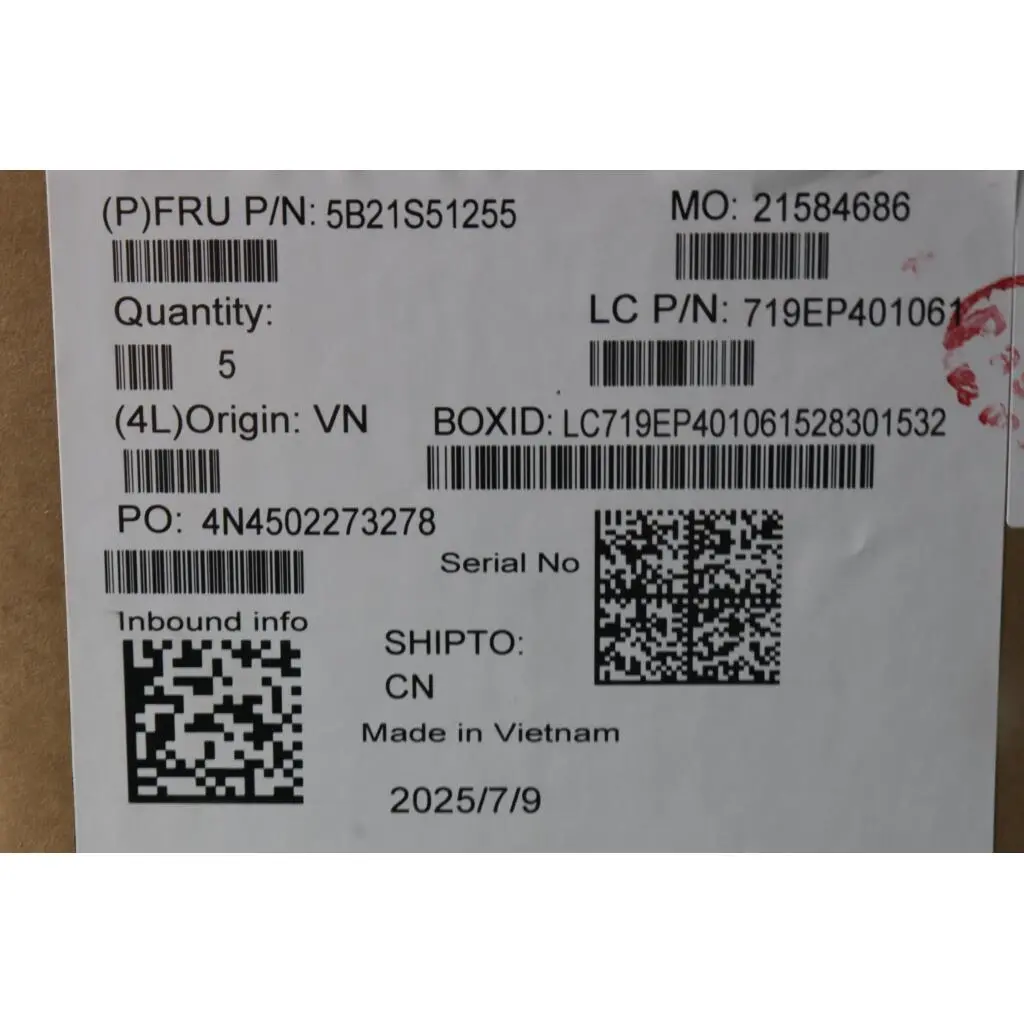 (P)FRU P/N: 5B21S51255
MO: 21584686
Quantity:
5
LC P/N: 719EP401061
(4L)Origin: VN
BOXID: LC719EP401061528301532
PO: 4N4502273278
Serial No
Inbound info
SHIPTO:
CN
Made in Vietnam
2025/7/9